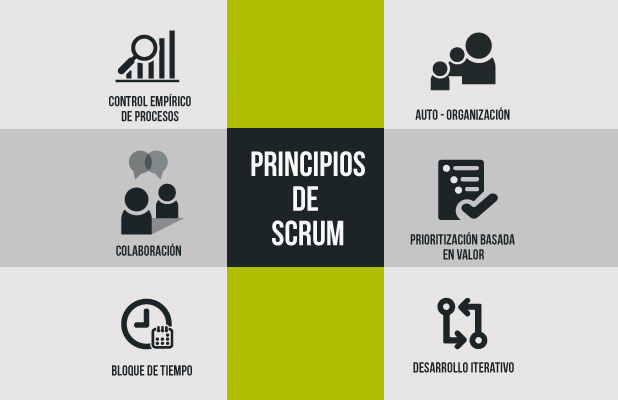 CONTROL EMPÍRICO
DE PROCESOS
AUTO - ORGANIZACIÓN
PRINCIPIOS
DE
SCRUM
COLABORACIÓN
PRIORITIZACIÓN BASADA
EN VALOR
BLOQUE DE TIEMPO
DESARROLLO ITERATIVO